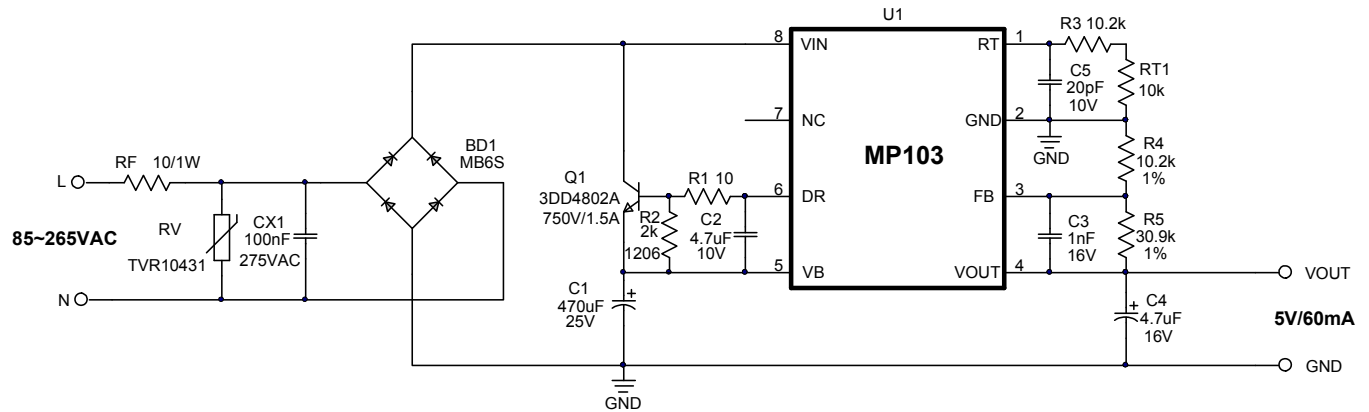 U1
MP103
8 VIN
7 NC
6 DR
5 VB
RT 1
GND 2
FB 3
VOUT 4
L
RF 10/1W
RV
TVR10431
85~265VAC
N
CX1
100nF
275VAC
BD1
MB6S
Q1
3DD4802A
750V/1.5A
R1 10
R2
2k
1206
C2
4.7uF
10V
C1
+
470uF
25V
GND
R3 10.2k
C5
20pF
10V
RT1
10k
GND
R4
10.2k
1%
C3
1nF
16V
R5
30.9k
1%
VOUT
+
C4
4.7uF
16V
5V/60mA
GND